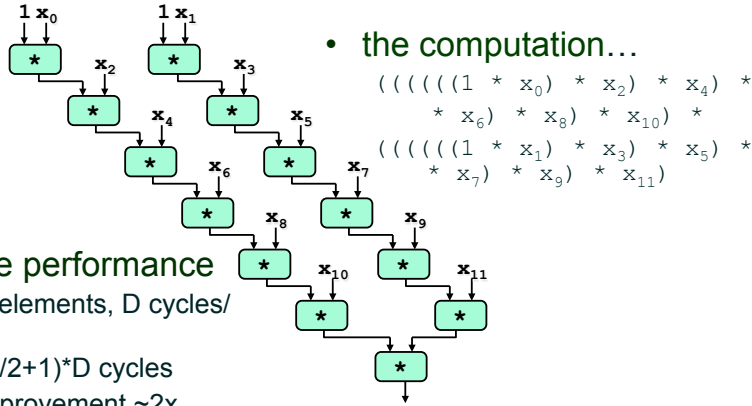 1 x₀ 1 x₁
* *
x₂ x₃
* *
x₄ x₅
* *
x₆ x₇
* *
x₈ x₉
* *
x₁₀ x₁₁
* *
*
• the computation…
((((((1 * x₀) * x₂) * x₄) *
* x₆) * x₈) * x₁₀) *
((((((1 * x₁) * x₃) * x₅) *
* x₇) * x₉) * x₁₁)
e performance
elements, D cycles/
/2+1)*D cycles
provement ~2x